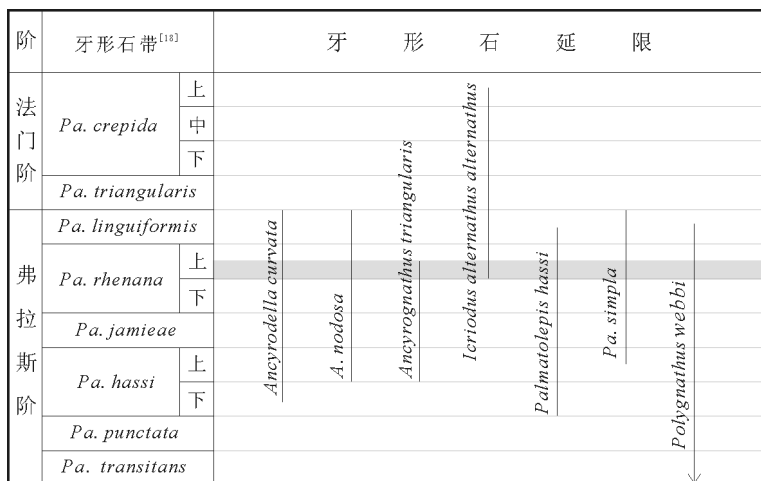 阶 牙形石带[18] 牙 形 石 延 限
法门阶
Pa. crepida 上
中
下
Pa. triangularis
弗拉斯阶
Pa. linguiformis
Pa. rhenana 上
下
Pa. jamieae
Pa. hassi 上
下
Pa. punctata
Pa. transitans
Ancyrodella curvata
A. nodosa
Ancyrognathus triangularis
Icriodus alternathus alternathus
Palmatolepis hassi
Pa. simpla
Polygnathus webbi